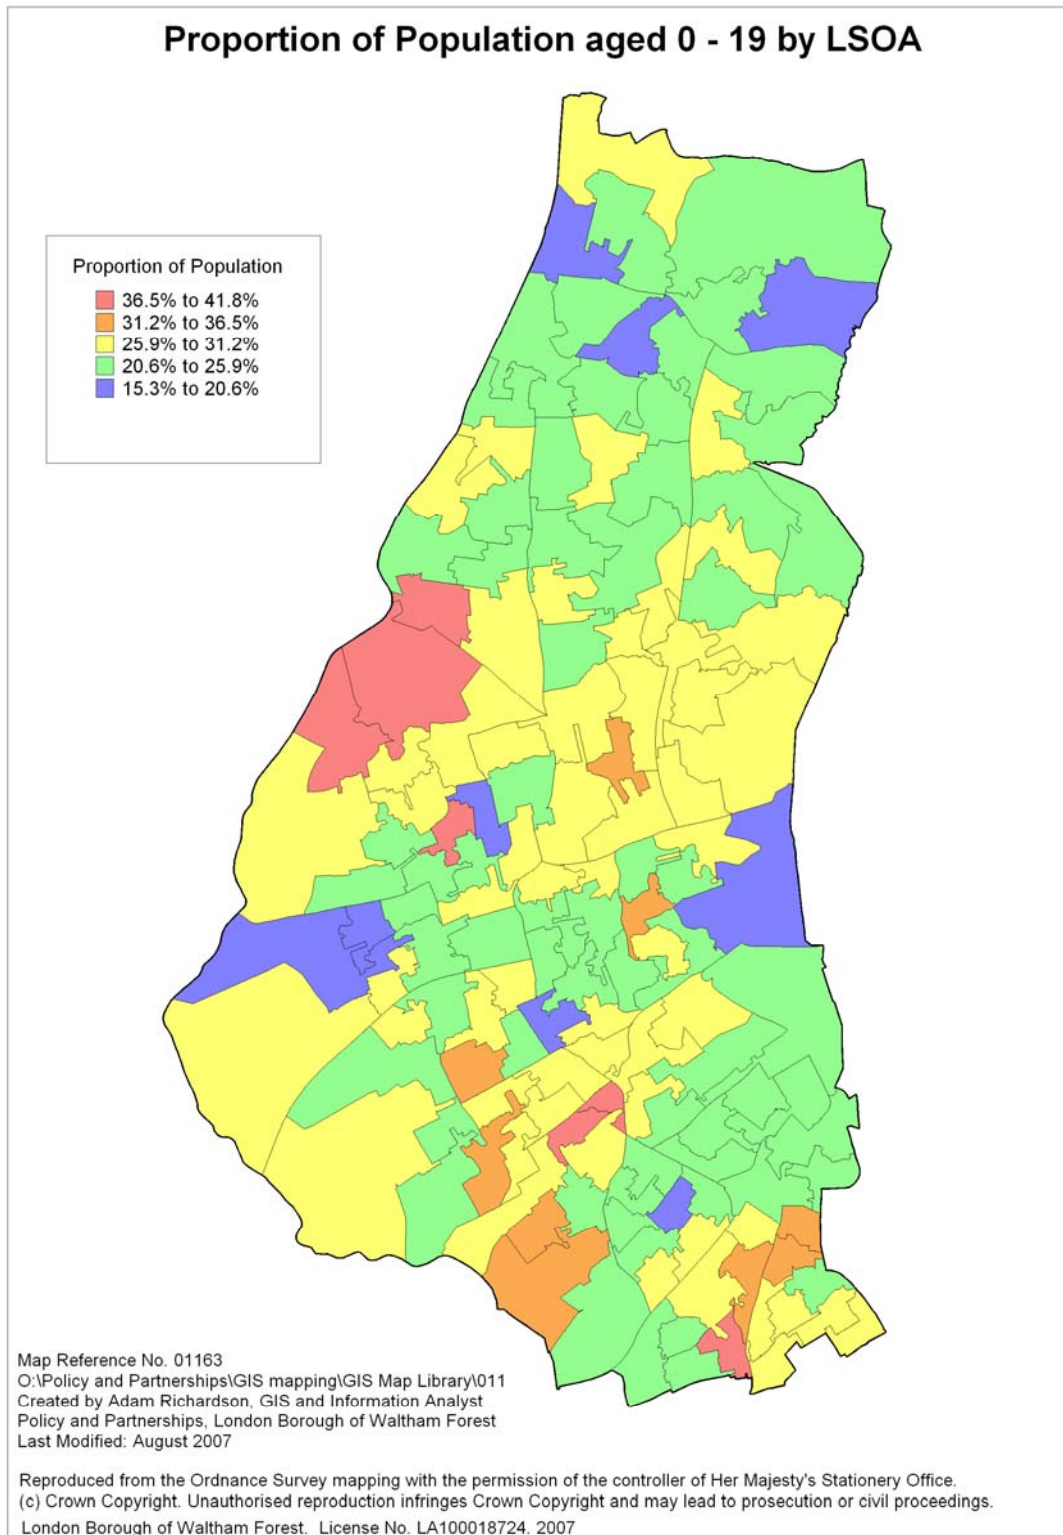 Proportion of Population aged 0 - 19 by LSOA
Proportion of Population
36.5% to 41.8%
31.2% to 36.5%
25.9% to 31.2%
20.6% to 25.9%
15.3% to 20.6%
Map Reference No. 01163
O:\Policy and Partnerships\GIS mapping\GIS Map Library\011
Created by Adam Richardson, GIS and Information Analyst
Policy and Partnerships, London Borough of Waltham Forest
Last Modified: August 2007
Reproduced from the Ordnance Survey mapping with the permission of the controller of Her Majesty's Stationery Office.
(c) Crown Copyright. Unauthorised reproduction infringes Crown Copyright and may lead to prosecution or civil proceedings.
London Borough of Waltham Forest. License No. LA100018724, 2007